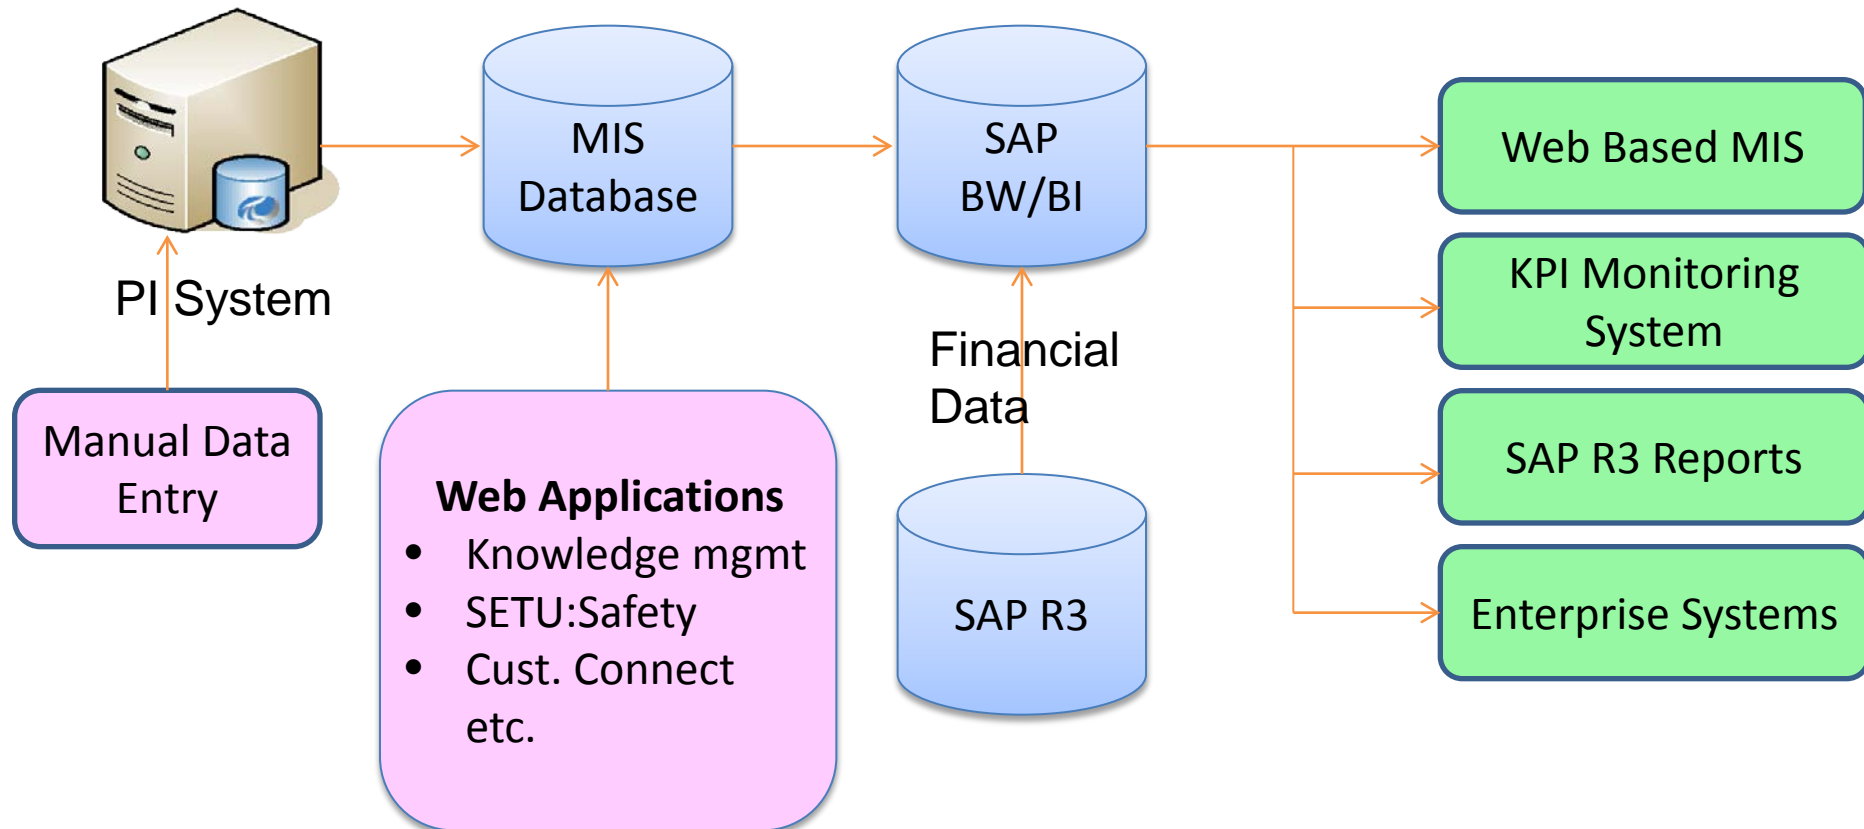 PI System
Manual Data
Entry
MIS
Database
Web Applications
• Knowledge mgmt
• SETU:Safety
• Cust. Connect
etc.
SAP
BW/BI
Financial
Data
SAP R3
Web Based MIS
KPI Monitoring
System
SAP R3 Reports
Enterprise Systems